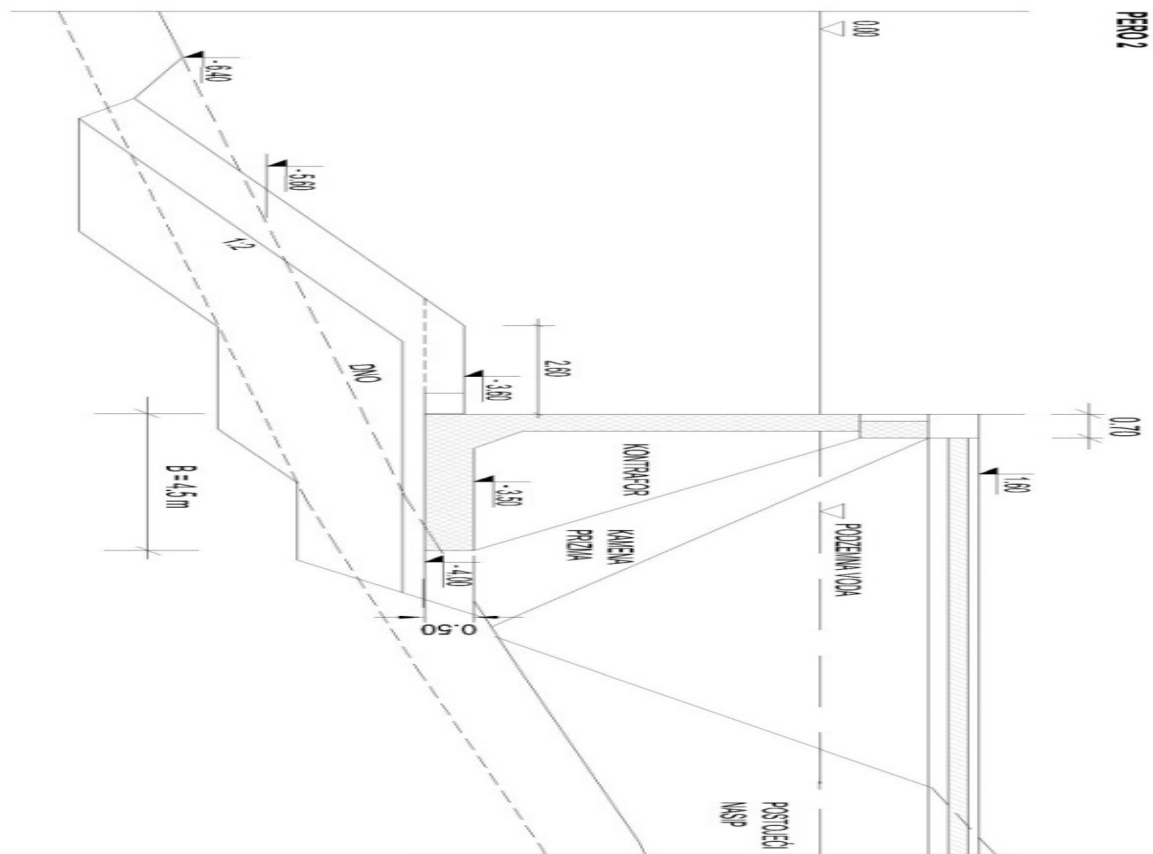 PERO 2
0.00
1.60
0.70
PODZEMNA VODA
POSTOJEĆI
NASIP
KONTRAFOR
KAMENA
PRIZMA
2.60
-3.60
-3.50
-4.00
0.50
DNO
-5.60
-6.40
1:2
B = 4.5 m